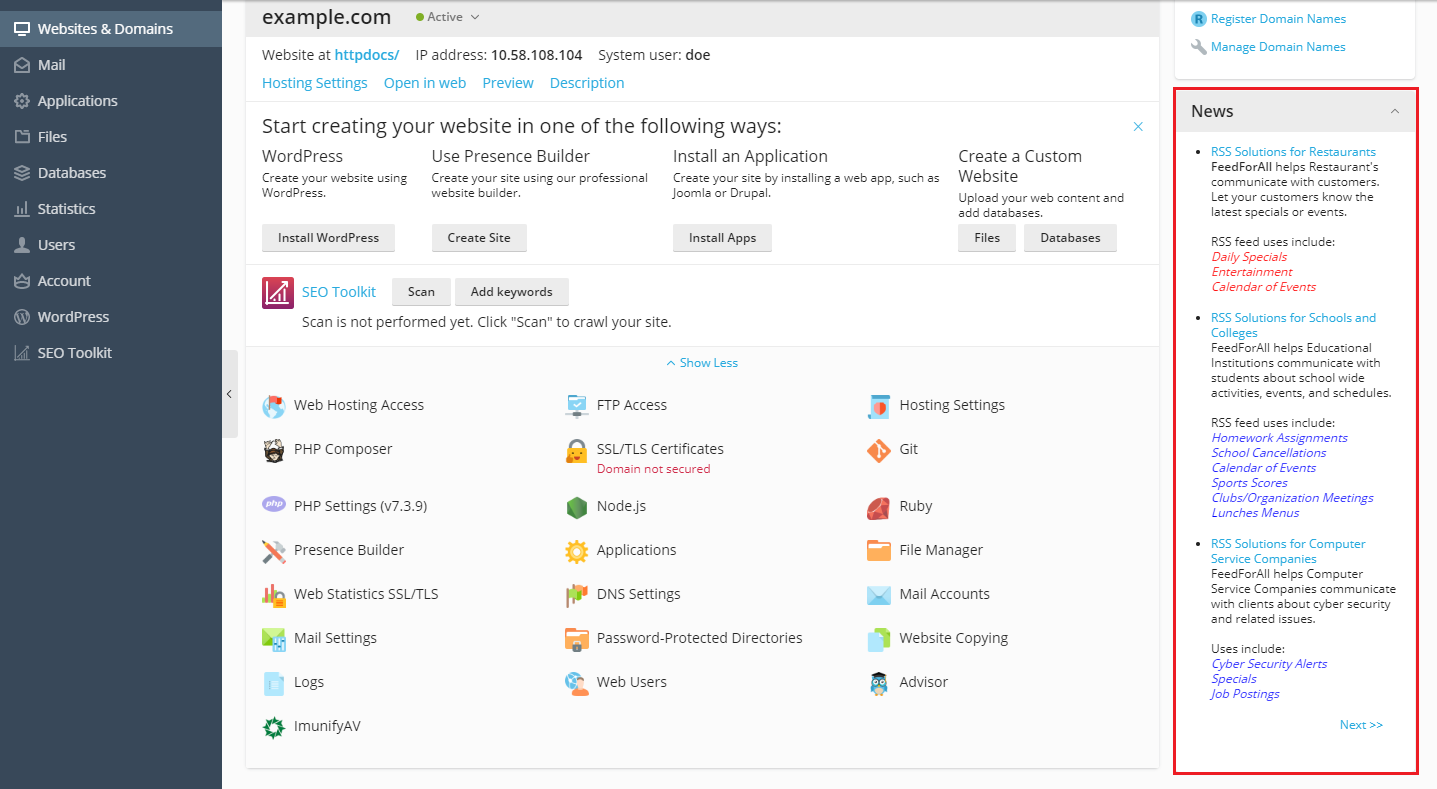 Websites & Domains
Mail
Applications
Files
Databases
Statistics
Users
Account
WordPress
SEO Toolkit
example.com Active
Website at httpdocs/ IP address: 10.58.108.104 System user: doe
Hosting Settings Open in web Preview Description
Start creating your website in one of the following ways:
WordPress
Create your website using
WordPress.
Install WordPress
Use Presence Builder
Create your site using our professional
website builder.
Create Site
Install an Application
Create your site by installing a web app, such as
Joomla or Drupal.
Install Apps
Create a Custom
Website
Upload your web content and
add databases.
Files Databases
SEO Toolkit Scan Add keywords
Scan is not performed yet. Click "Scan" to crawl your site.
Show Less
Web Hosting Access FTP Access Hosting Settings
PHP Composer SSL/TLS Certificates Git
Domain not secured
php PHP Settings (v7.3.9) Node.js Ruby
Presence Builder Applications File Manager
Web Statistics SSL/TLS DNS Settings Mail Accounts
Mail Settings Password-Protected Directories Website Copying
Logs Web Users Advisor
ImunifyAV
R Register Domain Names
Manage Domain Names
News
RSS Solutions for Restaurants
FeedForAll helps Restaurant's
communicate with customers.
Let your customers know the
latest specials or events.
RSS feed uses include:
Daily Specials
Entertainment
Calendar of Events
RSS Solutions for Schools and
Colleges
FeedForAll helps Educational
Institutions communicate with
students about school wide
activities, events, and schedules.
RSS feed uses include:
Homework Assignments
School Cancellations
Calendar of Events
Sports Scores
Clubs/Organization Meetings
Lunches Menus
RSS Solutions for Computer
Service Companies
FeedForAll helps Computer
Service Companies communicate
with clients about cyber security
and related issues.
Uses include:
Cyber Security Alerts
Specials
Job Postings
Next >>